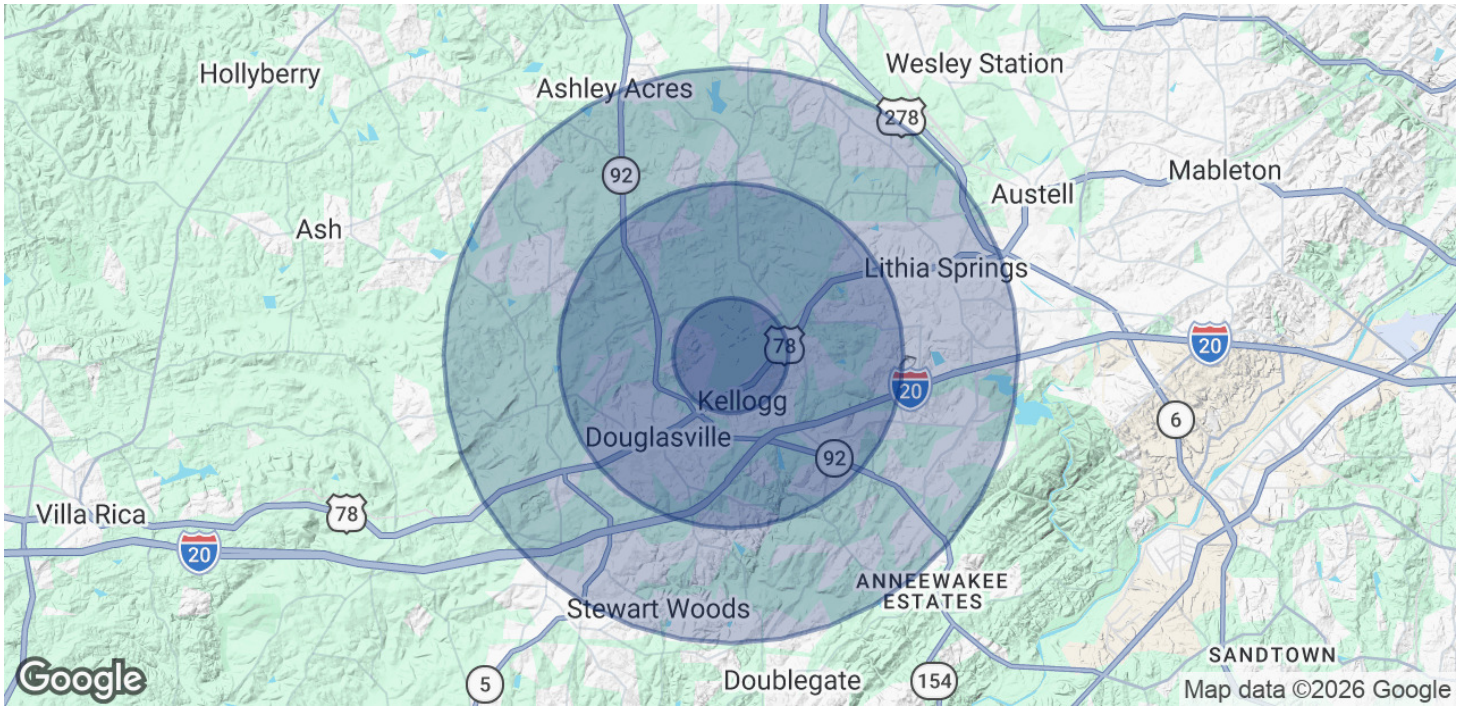 Hollyberry
Wesley Station
Ashley Acres
278
92
Mableton
Austell
Ash
Lithia Springs
78
20
20
Kellogg
6
Douglasville
92
Villa Rica
78
20
ANNEEWAKEE
ESTATES
Stewart Woods
SANDTOWN
Google
5
Doublegate
154
Map data ©2026 Google